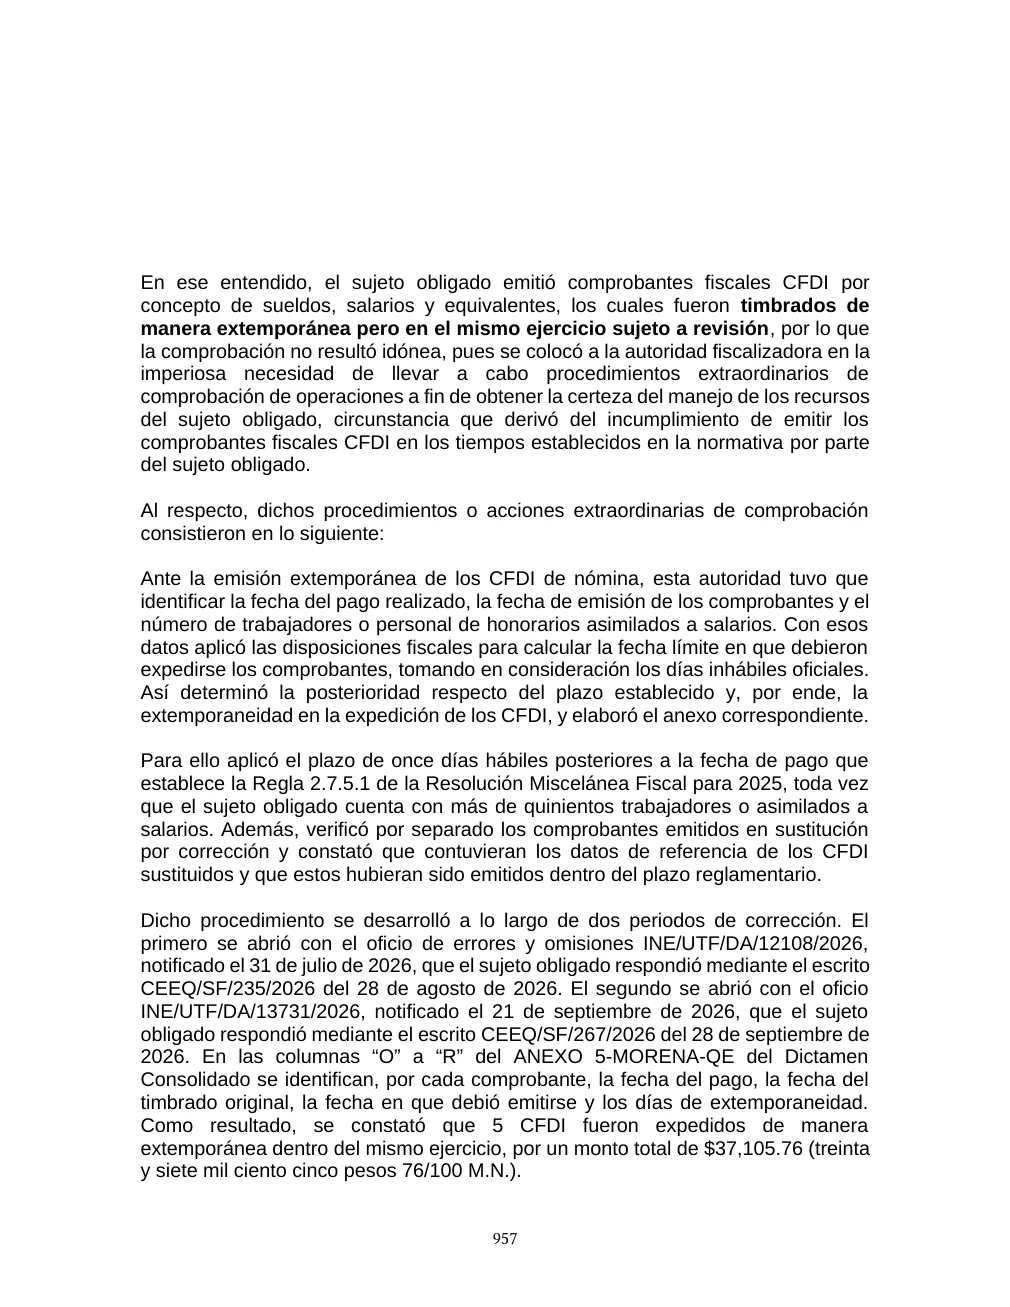 En ese entendido, el sujeto obligado emitió comprobantes fiscales CFDI por
concepto de sueldos, salarios y equivalentes, los cuales fueron timbrados de
manera extemporánea pero en el mismo ejercicio sujeto a revisión, por lo que
la comprobación no resultó idónea, pues se colocó a la autoridad fiscalizadora en la
imperiosa necesidad de llevar a cabo procedimientos extraordinarios de
comprobación de operaciones a fin de obtener la certeza del manejo de los recursos
del sujeto obligado, circunstancia que derivó del incumplimiento de emitir los
comprobantes fiscales CFDI en los tiempos establecidos en la normativa por parte
del sujeto obligado.
Al respecto, dichos procedimientos o acciones extraordinarias de comprobación
consistieron en lo siguiente:
Ante la emisión extemporánea de los CFDI de nómina, esta autoridad tuvo que
identificar la fecha del pago realizado, la fecha de emisión de los comprobantes y el
número de trabajadores o personal de honorarios asimilados a salarios. Con esos
datos aplicó las disposiciones fiscales para calcular la fecha límite en que debieron
expedirse los comprobantes, tomando en consideración los días inhábiles oficiales.
Así determinó la posterioridad respecto del plazo establecido y, por ende, la
extemporaneidad en la expedición de los CFDI, y elaboró el anexo correspondiente.
Para ello aplicó el plazo de once días hábiles posteriores a la fecha de pago que
establece la Regla 2.7.5.1 de la Resolución Miscelánea Fiscal para 2025, toda vez
que el sujeto obligado cuenta con más de quinientos trabajadores o asimilados a
salarios. Además, verificó por separado los comprobantes emitidos en sustitución
por corrección y constató que contuvieran los datos de referencia de los CFDI
sustituidos y que estos hubieran sido emitidos dentro del plazo reglamentario.
Dicho procedimiento se desarrolló a lo largo de dos periodos de corrección. El
primero se abrió con el oficio de errores y omisiones INE/UTF/DA/12108/2026,
notificado el 31 de julio de 2026, que el sujeto obligado respondió mediante el escrito
CEEQ/SF/235/2026 del 28 de agosto de 2026. El segundo se abrió con el oficio
INE/UTF/DA/13731/2026, notificado el 21 de septiembre de 2026, que el sujeto
obligado respondió mediante el escrito CEEQ/SF/267/2026 del 28 de septiembre de
2026. En las columnas “O” a “R” del ANEXO 5-MORENA-QE del Dictamen
Consolidado se identifican, por cada comprobante, la fecha del pago, la fecha del
timbrado original, la fecha en que debió emitirse y los días de extemporaneidad.
Como resultado, se constató que 5 CFDI fueron expedidos de manera
extemporánea dentro del mismo ejercicio, por un monto total de $37,105.76 (treinta
y siete mil ciento cinco pesos 76/100 M.N.).
957